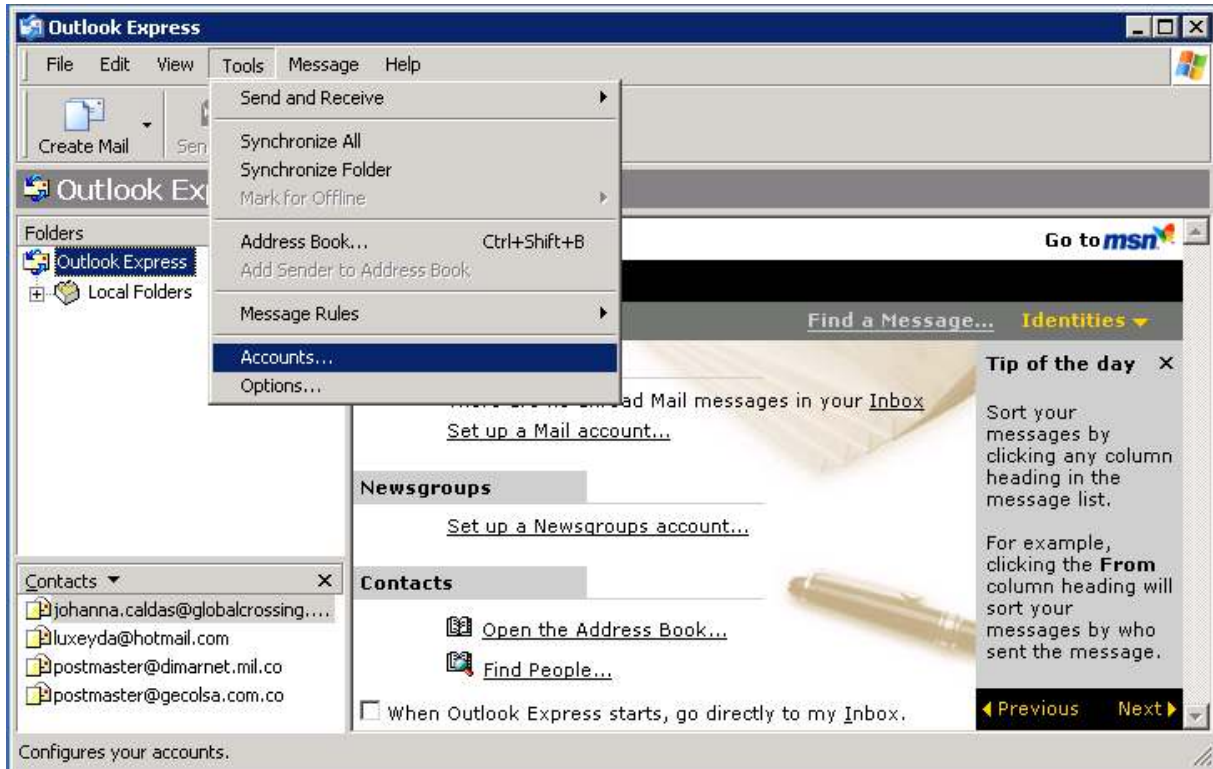 Outlook Express
File Edit View Tools Message Help
Create Mail
Sen
Outlook Exp
Send and Receive
Synchronize All
Synchronize Folder
Mark for Offline
Address Book... Ctrl+Shift+B
Add Sender to Address Book
Message Rules
Accounts...
Options...
Folders
Outlook Express
Local Folders
Contacts
johanna.caldas@globalcrossing....
luxeyda@hotmail.com
postmaster@dimarnet.mil.co
postmaster@gecolsa.com.co
Go to msn
Find a Message... Identities
There are no unread Mail messages in your Inbox
Set up a Mail account...
Newsgroups
Set up a Newsgroups account...
Contacts
Open the Address Book...
Find People...
When Outlook Express starts, go directly to my Inbox.
Tip of the day
Sort your
messages by
clicking any column
heading in the
message list.
For example,
clicking the From
column heading will
sort your
messages by who
sent the message.
Previous Next
Configures your accounts.